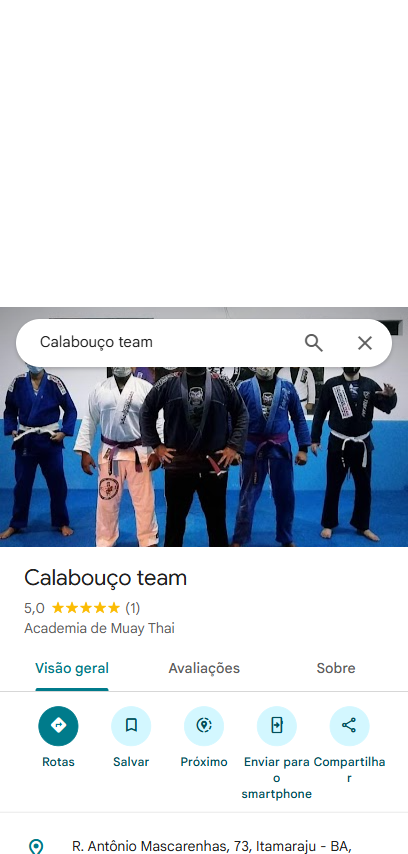 Calabouço team
Calabouço team
5,0 (1)
Academia de Muay Thai
Visão geral Avaliações Sobre
Rotas Salvar Próximo Enviar para o smartphone Compartilhar
R. Antônio Mascarenhas, 73, Itamaraju - BA,